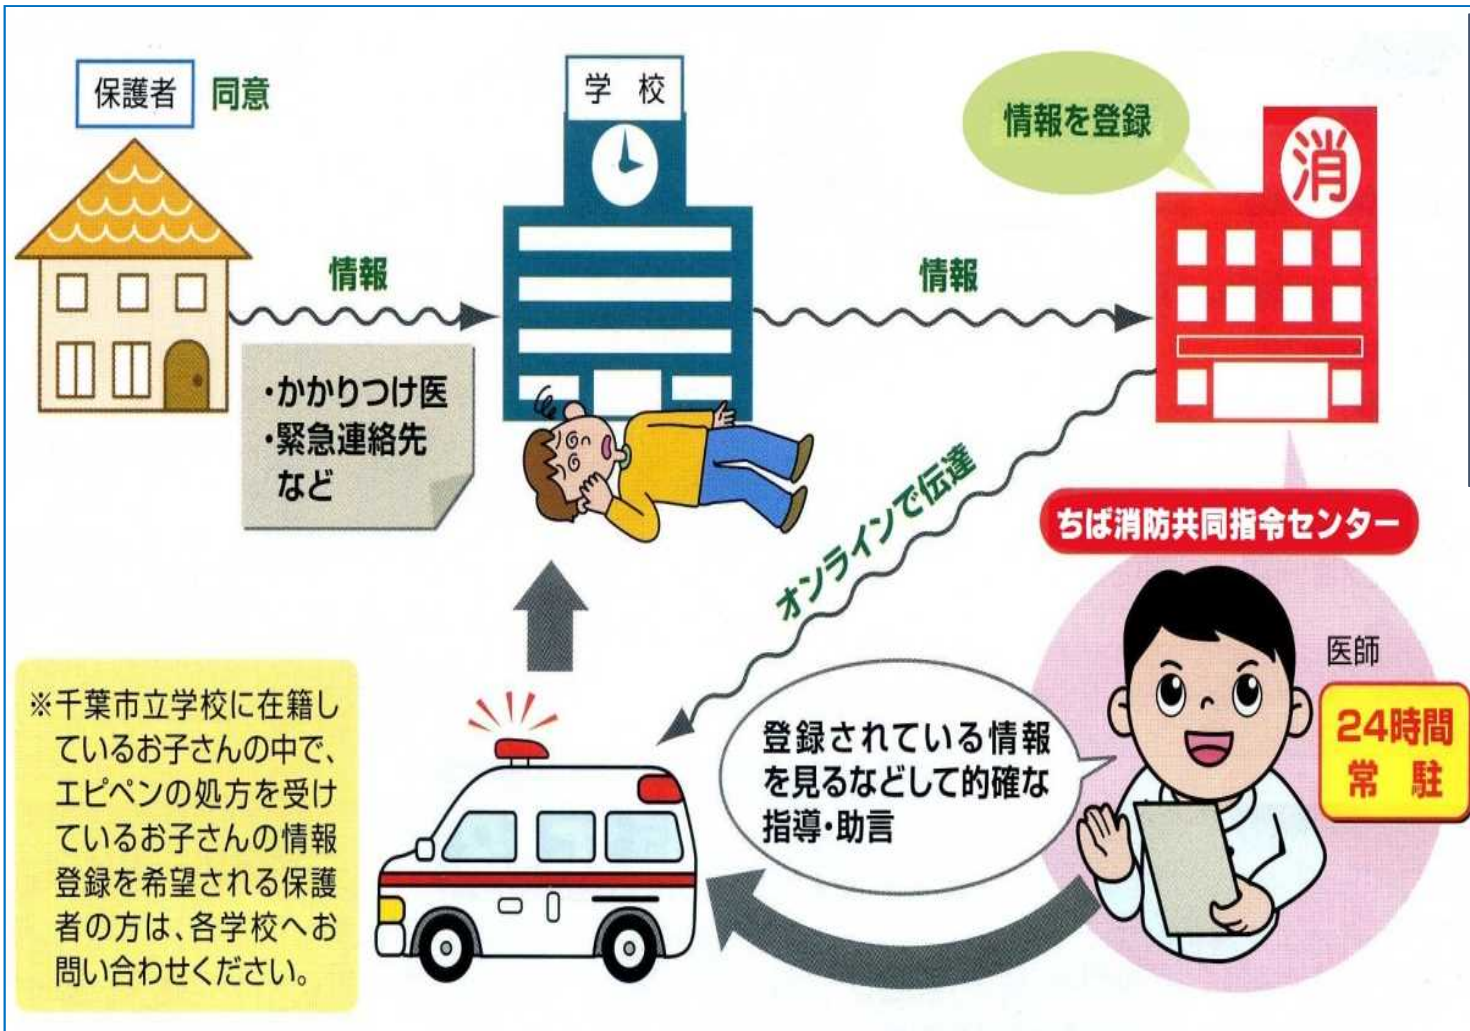 保護者 同意
学 校
情報を登録
消
情報
情報
・かかりつけ医
・緊急連絡先
など
オンラインで伝達
ちば消防共同指令センター
医師
24時間
常 駐
登録されている情報
を見るなどして的確な
指導・助言
※千葉市立学校に在籍し
ているお子さんの中で、
エピペンの処方を受け
ているお子さんの情報
登録を希望される保護
者の方は、各学校へお
問い合わせください。